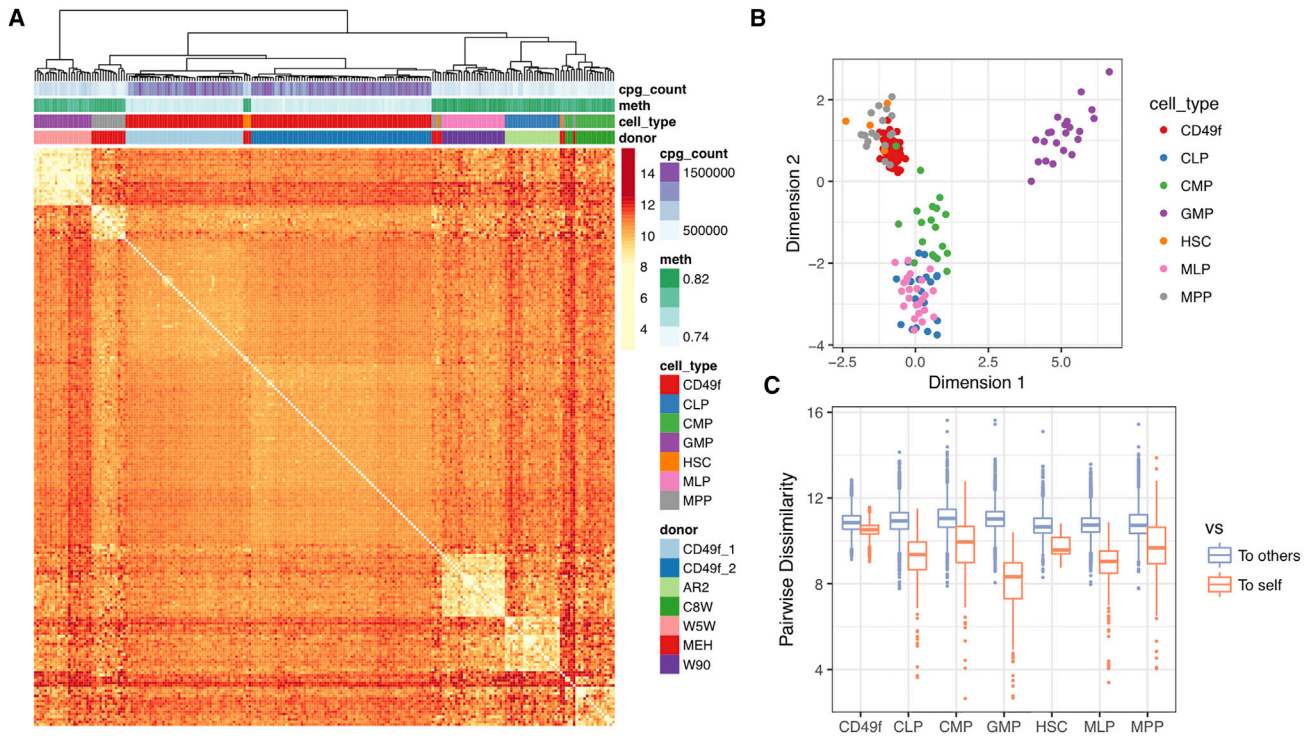 A
cpg_count
meth
cell_type
donor
14
12
10
8
6
4
cpg_count
1500000
500000
meth
0.82
0.74
cell_type
CD49f
CLP
CMP
GMP
HSC
MLP
MPP
donor
CD49f_1
CD49f_2
AR2
C8W
W5W
MEH
W90
B
Dimension 2
2
0
−2
−4
−2.5
0.0
2.5
5.0
Dimension 1
cell_type
CD49f
CLP
CMP
GMP
HSC
MLP
MPP
C
Pairwise Dissimilarity
16
12
8
4
CD49f CLP CMP GMP HSC MLP MPP
vs
To others
To self